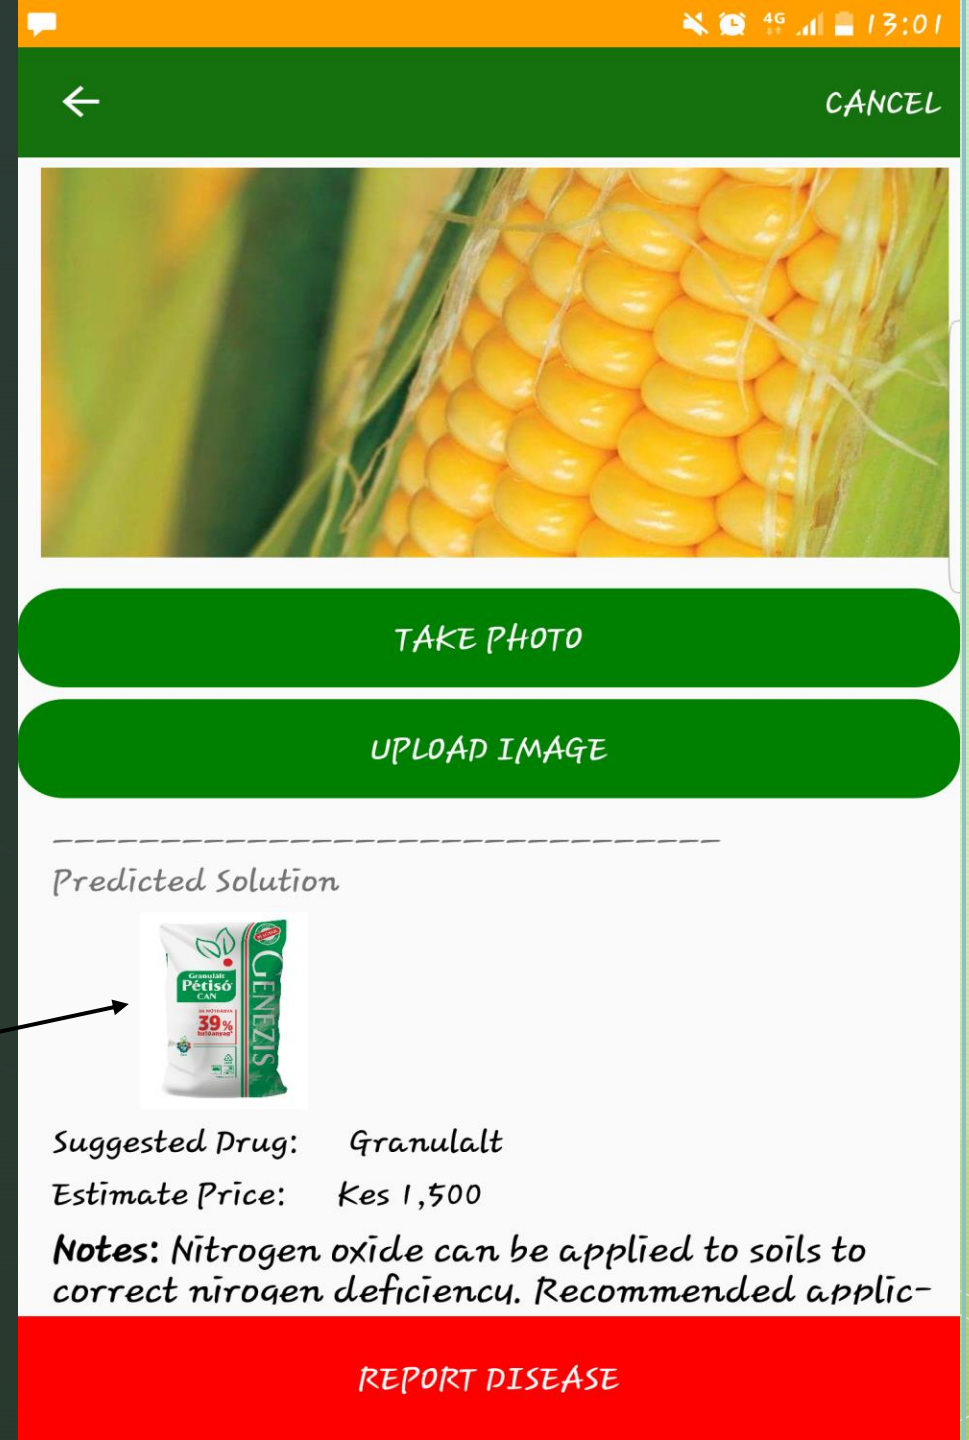 4G 13:01
CANCEL
TAKE PHOTO
UPLOAD IMAGE
--------------------------------
Predicted Solution
Granulált
Pétisó
CAN
39%
hatóanyag
GENEZIS
Suggested Drug: Granulalt
Estimate Price: Kes 1,500
Notes: Nitrogen oxide can be applied to soils to
correct nirogen deficiency. Recommended applic-
REPORT DISEASE